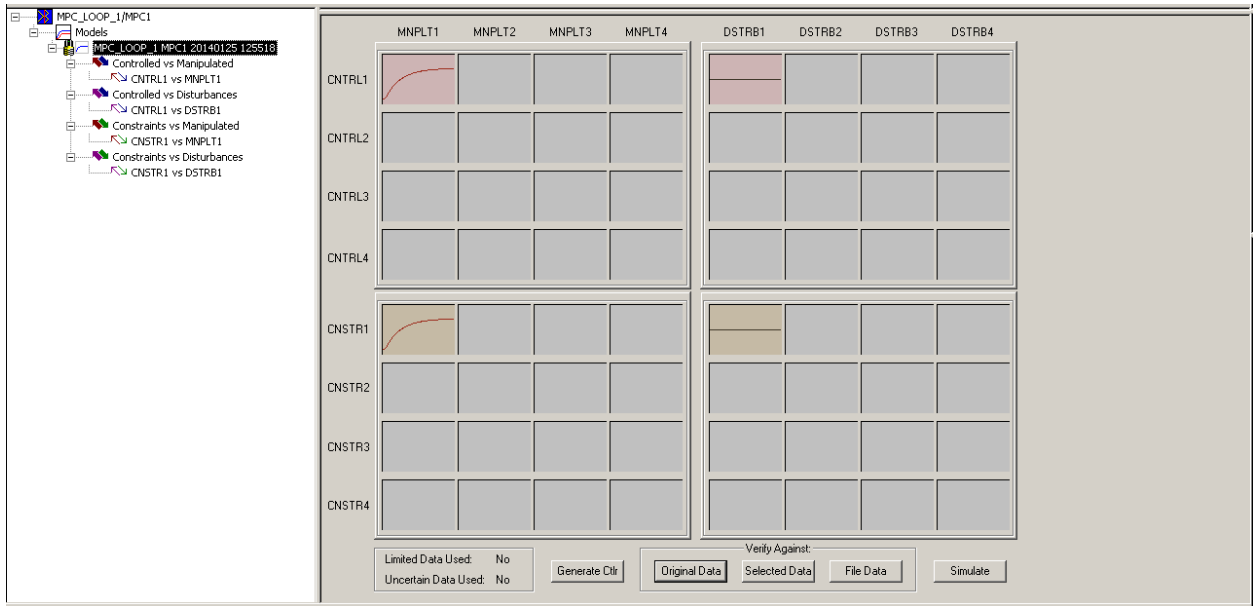 MPC_LOOP_1/MPC1
Models
MPC_LOOP_1 MPC1 20140125 125518
Controlled vs Manipulated
CNTRL1 vs MNPLT1
Controlled vs Disturbances
CNTRL1 vs DSTRB1
Constraints vs Manipulated
CNSTR1 vs MNPLT1
Constraints vs Disturbances
CNSTR1 vs DSTRB1
MNPLT1 MNPLT2 MNPLT3 MNPLT4 DSTRB1 DSTRB2 DSTRB3 DSTRB4
CNTRL1
CNTRL2
CNTRL3
CNTRL4
CNSTR1
CNSTR2
CNSTR3
CNSTR4
Limited Data Used: No
Uncertain Data Used: No
Generate Ctlr
Verify Against:
Original Data Selected Data File Data
Simulate